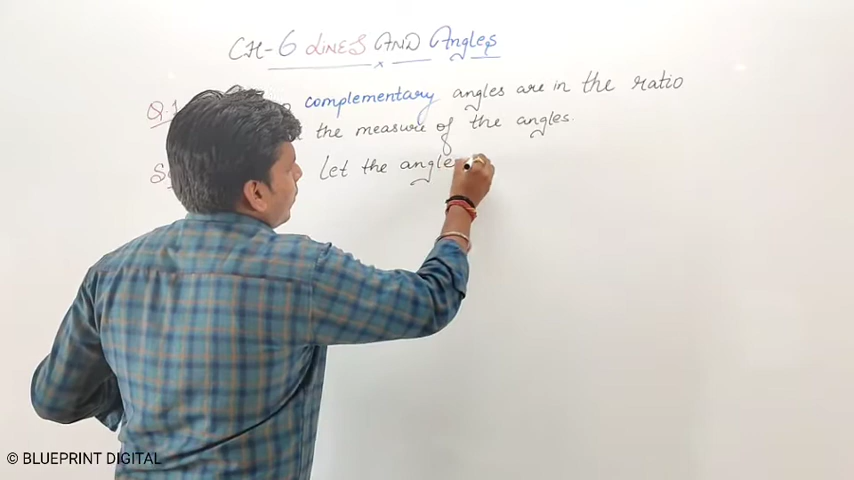 CH-6 LINES AND Angles
Q.1 complementary angles are in the ratio
the measure of the angles.
Let the angle
© BLUEPRINT DIGITAL